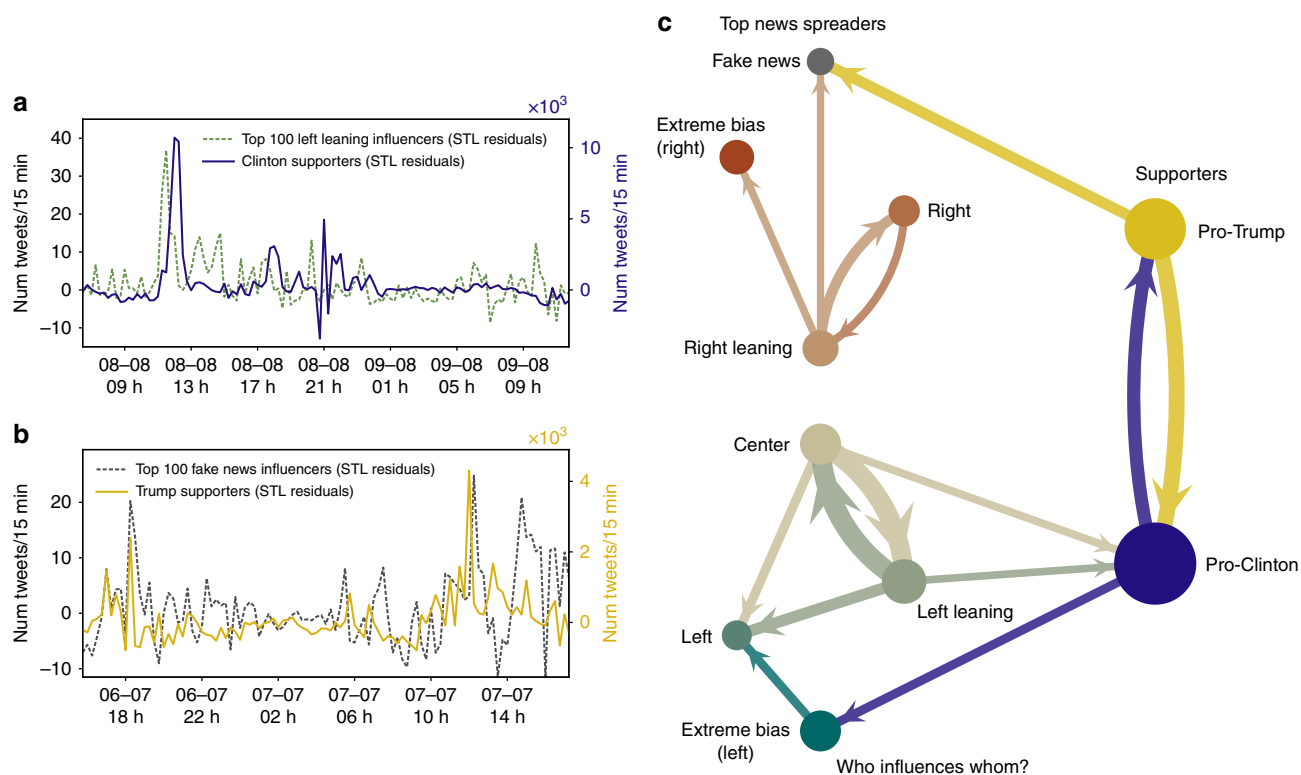 a
×10³
Num tweets/15 min
40
30
20
10
0
−10
Top 100 left leaning influencers (STL residuals)
Clinton supporters (STL residuals)
10
5
0
Num tweets/15 min
08–08 08–08 08–08 08–08 09–08 09–08 09–08
09 h 13 h 17 h 21 h 01 h 05 h 09 h
b
×10³
Num tweets/15 min
20
10
0
−10
Top 100 fake news influencers (STL residuals)
Trump supporters (STL residuals)
4
2
0
Num tweets/15 min
06–07 06–07 07–07 07–07 07–07 07–07
18 h 22 h 02 h 06 h 10 h 14 h
c
Top news spreaders
Fake news
Extreme bias
(right)
Right
Right leaning
Supporters
Pro-Trump
Center
Pro-Clinton
Left leaning
Left
Extreme bias
(left)
Who influences whom?